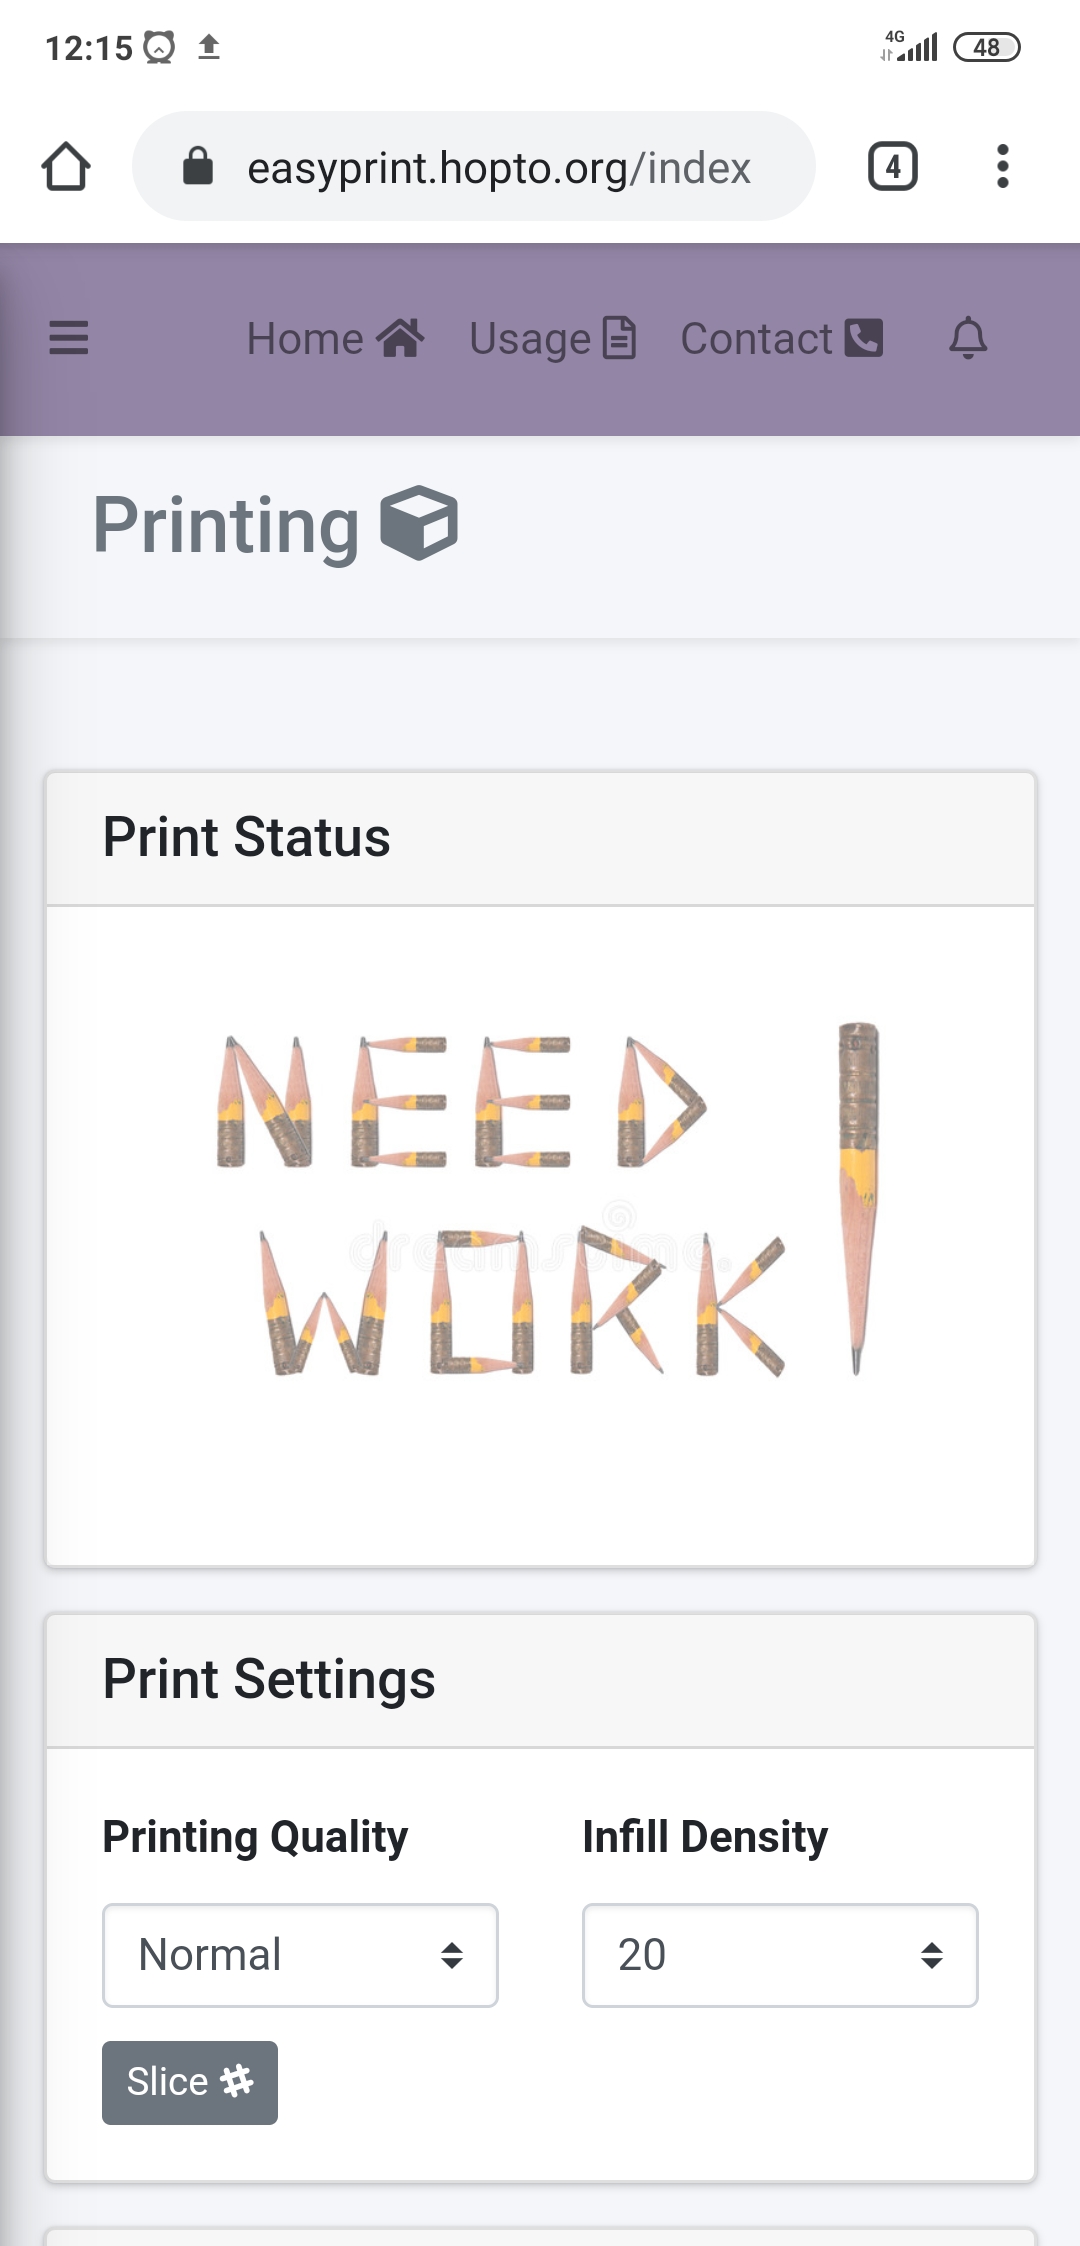 12:15 4G 48
easyprint.hopto.org/index
4
Home Usage Contact
Printing
Print Status
NEED
WORK!
dreamstime.
Print Settings
Printing Quality Infill Density
Normal 20
Slice